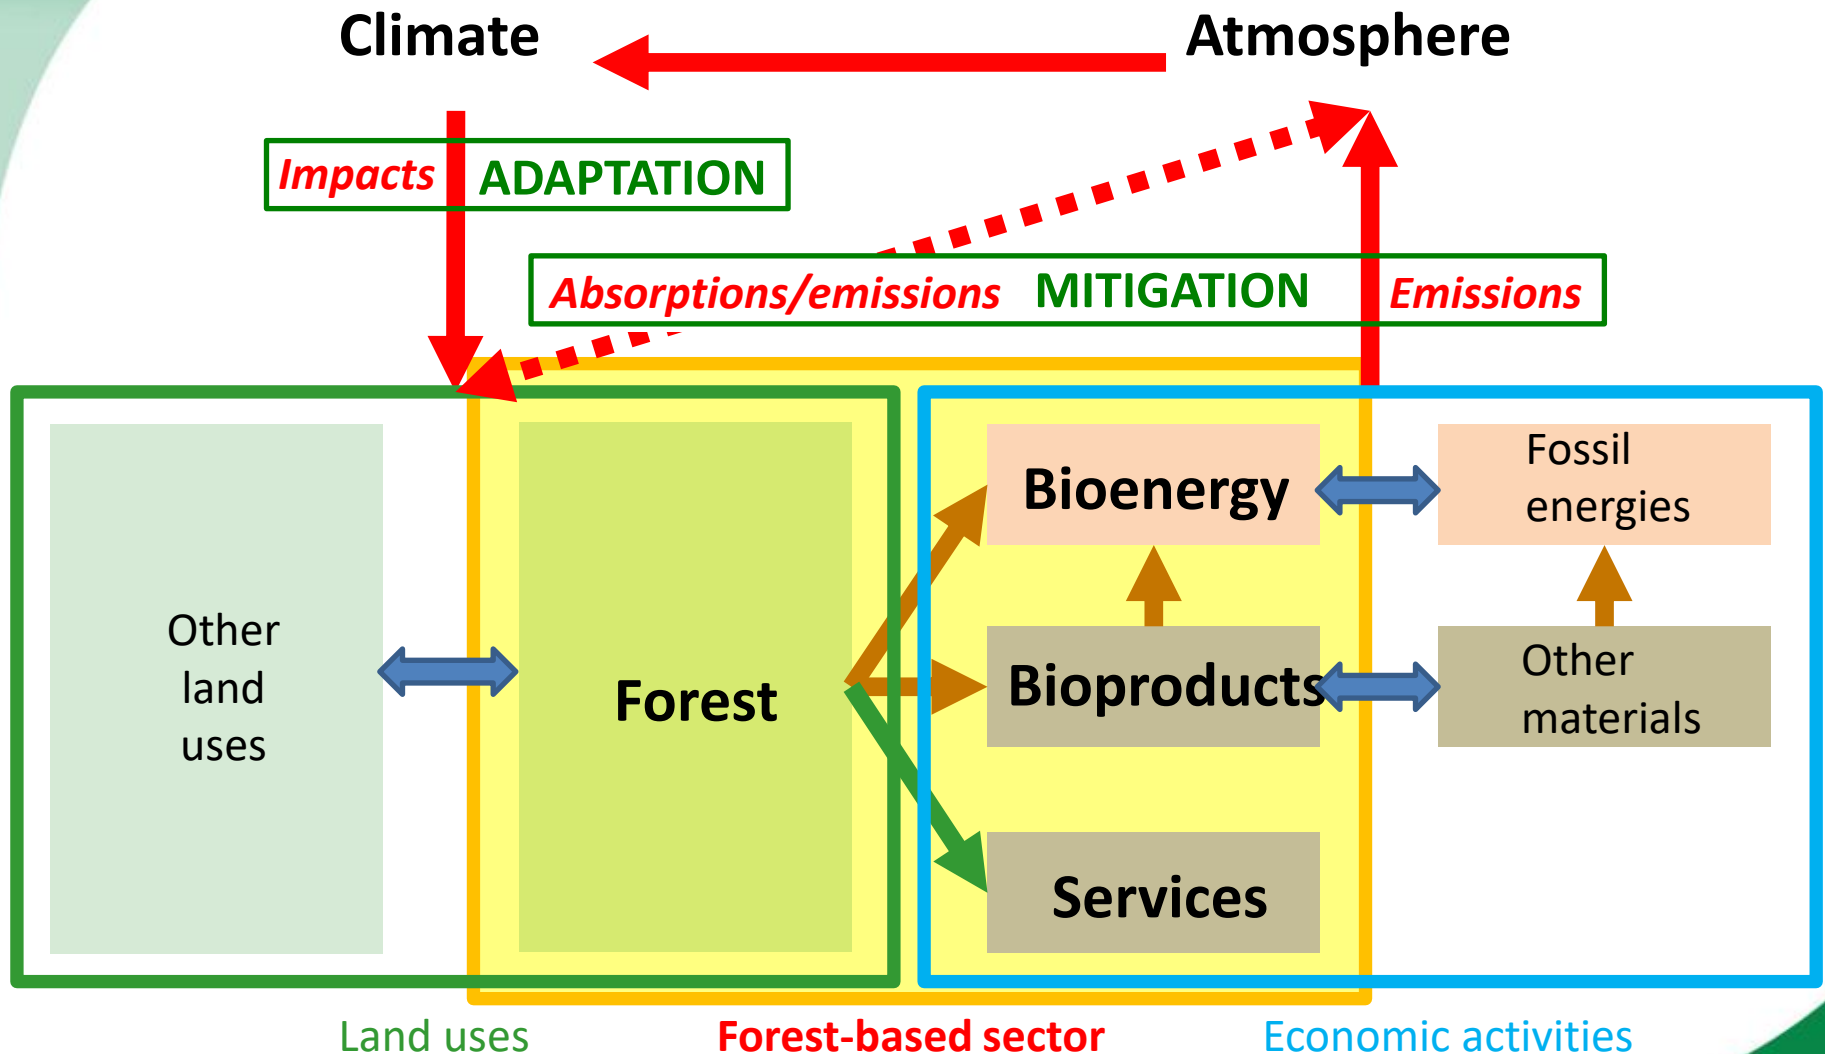 Climate
Atmosphere
Impacts ADAPTATION
Absorptions/emissions MITIGATION Emissions
Other
land
uses
Forest
Bioenergy
Bioproducts
Services
Fossil
energies
Other
materials
Land uses
Forest-based sector
Economic activities